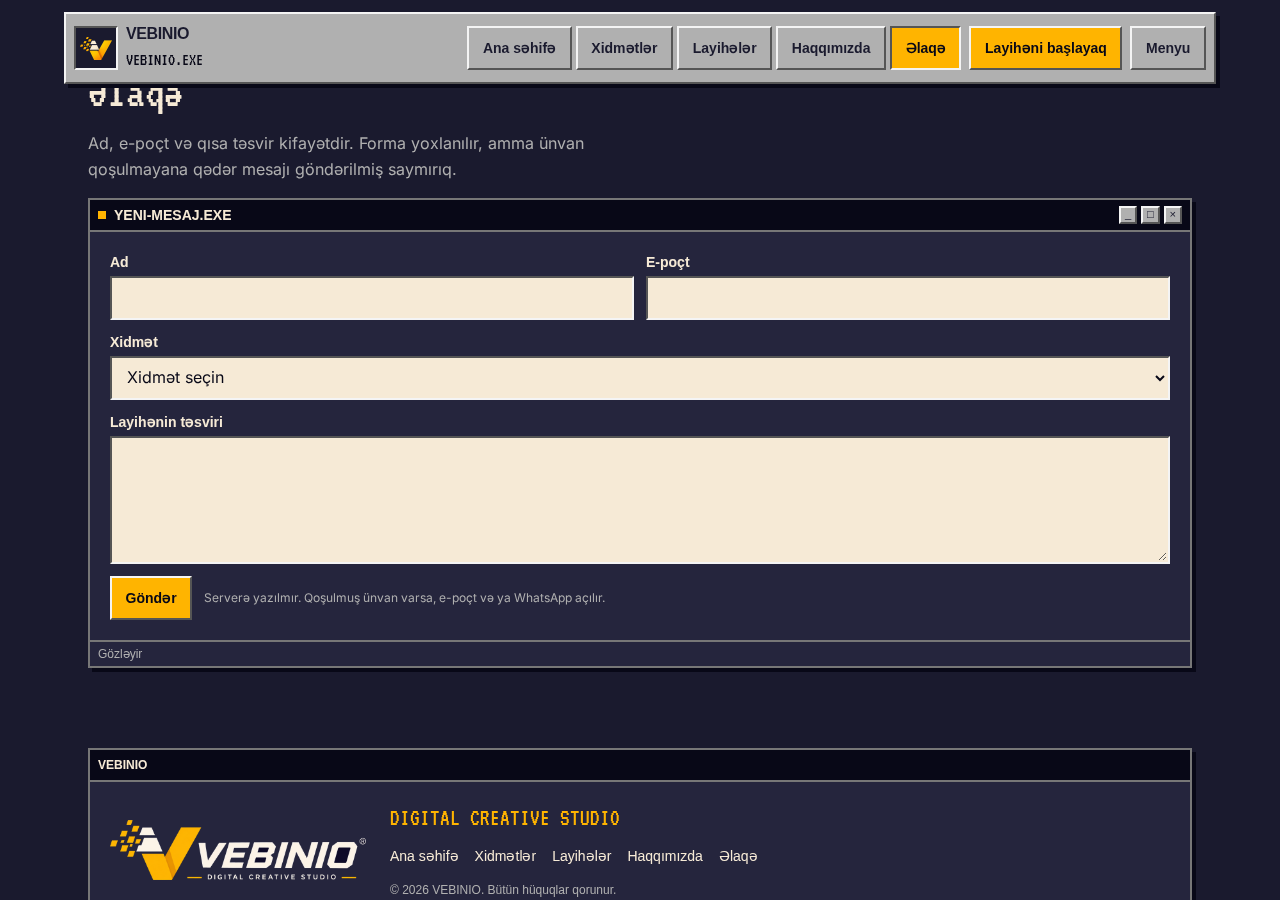 VEBINIO
VEBINIO.EXE
Ana səhifə
Xidmətlər
Layihələr
Haqqımızda
Əlaqə
Layihəni başlayaq
Menyu
Əlaqə
Ad, e-poçt və qısa təsvir kifayətdir. Forma yoxlanılır, amma ünvan
qoşulmayana qədər mesajı göndərilmiş saymırıq.
YENI-MESAJ.EXE
_ □ ×
Ad
E-poçt
Xidmət
Xidmət seçin
Layihənin təsviri
Göndər
Serverə yazılmır. Qoşulmuş ünvan varsa, e-poçt və ya WhatsApp açılır.
Gözləyir
VEBINIO
VEBINIO®
DIGITAL CREATIVE STUDIO
DIGITAL CREATIVE STUDIO
Ana səhifə Xidmətlər Layihələr Haqqımızda Əlaqə
© 2026 VEBINIO. Bütün hüquqlar qorunur.